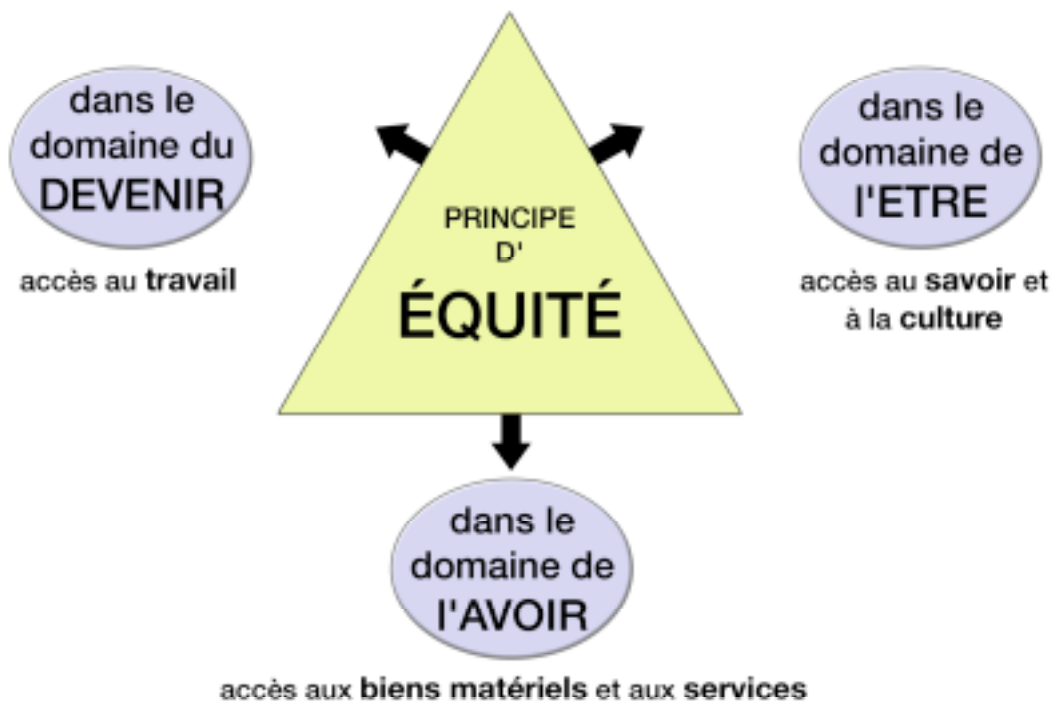 dans le
domaine du
DEVENIR
accès au travail
PRINCIPE
D'
ÉQUITÉ
dans le
domaine de
l'ETRE
accès au savoir et
à la culture
dans le
domaine de
l'AVOIR
accès aux biens matériels et aux services